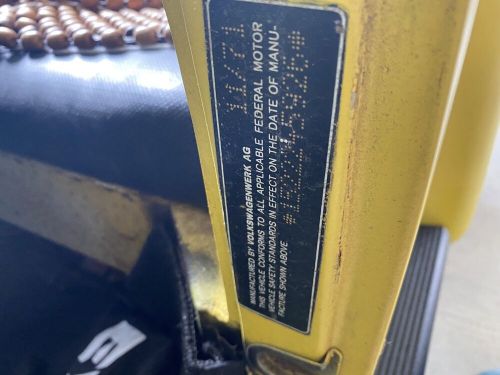 MANUFACTURED BY VOLKSWAGENWERK AG 11/71
THIS VEHICLE CONFORMS TO ALL APPLICABLE FEDERAL MOTOR
VEHICLE SAFETY STANDARDS IN EFFECT ON THE DATE OF MANU-
FACTURE SHOWN ABOVE